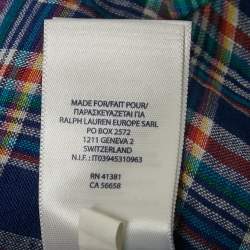 MADE FOR/FAIT POUR/
ΠΑΡΑΣΚΕΥΑΖΕΤΑΙ ΓΙΑ
RALPH LAUREN EUROPE SARL
PO BOX 2572
1211 GENEVA 2
SWITZERLAND
N.I.F.: IT03945310963
RN 41381
CA 56658